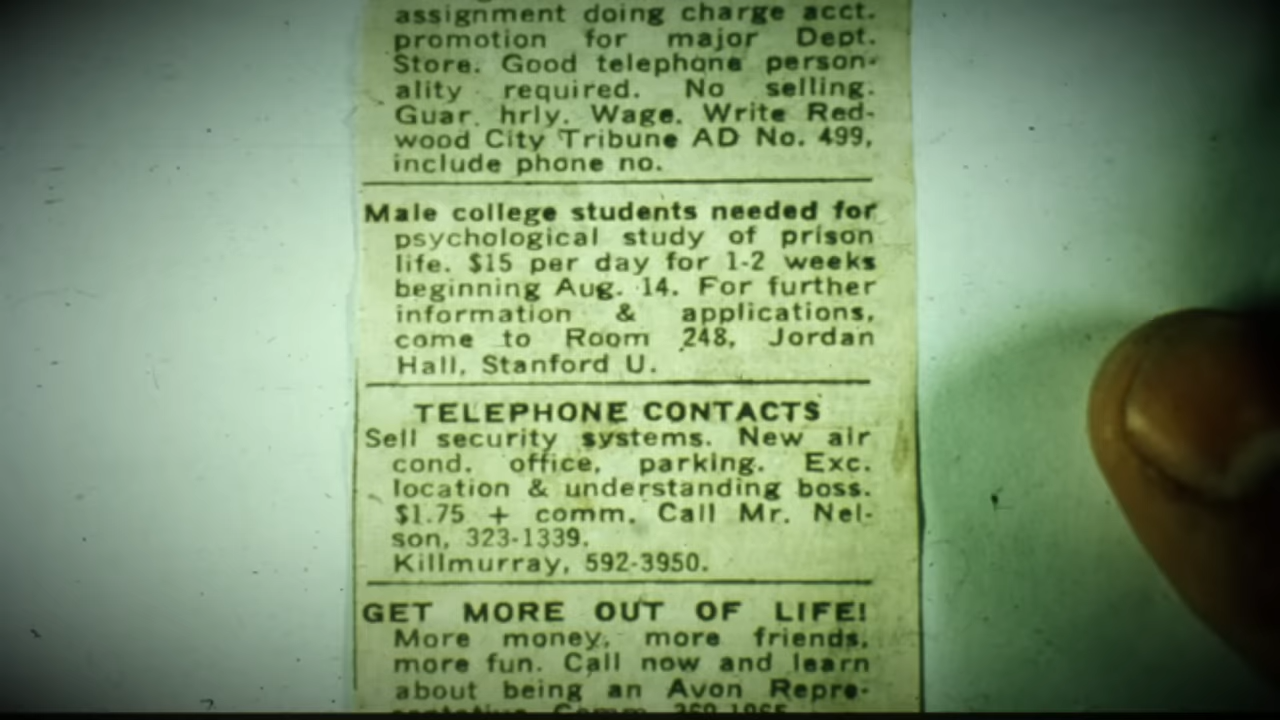 assignment doing charge acct.
promotion for major Dept.
Store. Good telephone person-
ality required. No selling.
Guar. hrly. Wage. Write Red-
wood City Tribune AD No. 499,
include phone no.
Male college students needed for
psychological study of prison
life. $15 per day for 1-2 weeks
beginning Aug. 14. For further
information & applications,
come to Room 248, Jordan
Hall, Stanford U.
TELEPHONE CONTACTS
Sell security systems. New air
cond. office, parking. Exc.
location & understanding boss.
$1.75 + comm. Call Mr. Nel-
son, 323-1339.
Killmurray, 592-3950.
GET MORE OUT OF LIFE!
More money, more friends,
more fun. Call now and learn
about being an Avon Repre-